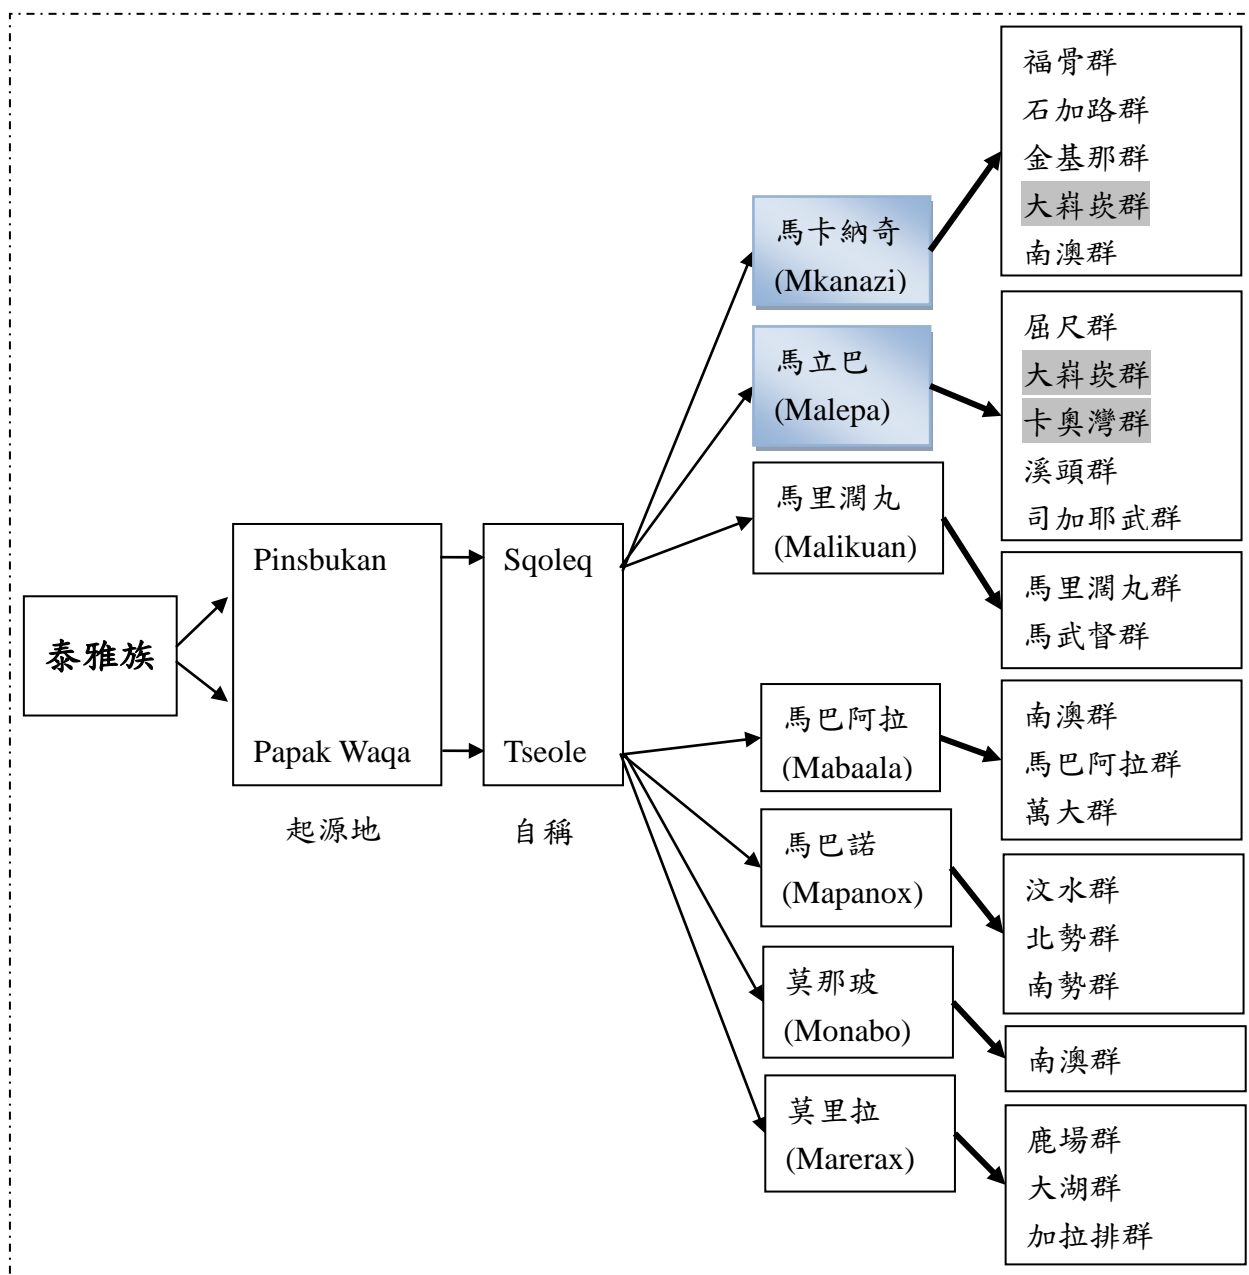 泰雅族
Pinsbukan
Papak Waqa
起源地
Sqoleq
Tseole
自稱
馬卡納奇
(Mkanazi)
馬立巴
(Malepa)
馬里濶丸
(Malikuan)
馬巴阿拉
(Mabaala)
馬巴諾
(Mapanox)
莫那玻
(Monabo)
莫里拉
(Marerax)
福骨群
石加路群
金基那群
大嵙崁群
南澳群
屈尺群
大嵙崁群
卡奧灣群
溪頭群
司加耶武群
馬里濶丸群
馬武督群
南澳群
馬巴阿拉群
萬大群
汶水群
北勢群
南勢群
南澳群
鹿場群
大湖群
加拉排群